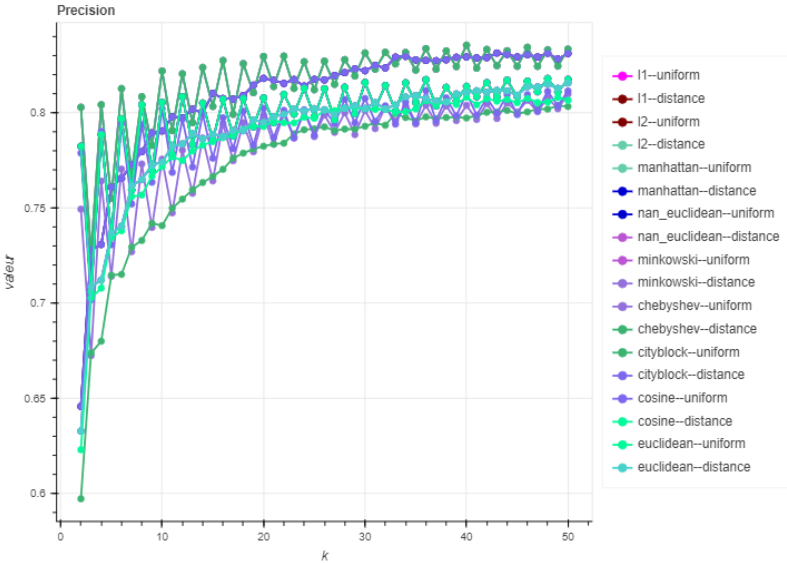 Precision
0.8
0.75
0.7
0.65
0.6
valeur
0
10
20
30
40
50
k
l1--uniform
l1--distance
l2--uniform
l2--distance
manhattan--uniform
manhattan--distance
nan_euclidean--uniform
nan_euclidean--distance
minkowski--uniform
minkowski--distance
chebyshev--uniform
chebyshev--distance
cityblock--uniform
cityblock--distance
cosine--uniform
cosine--distance
euclidean--uniform
euclidean--distance